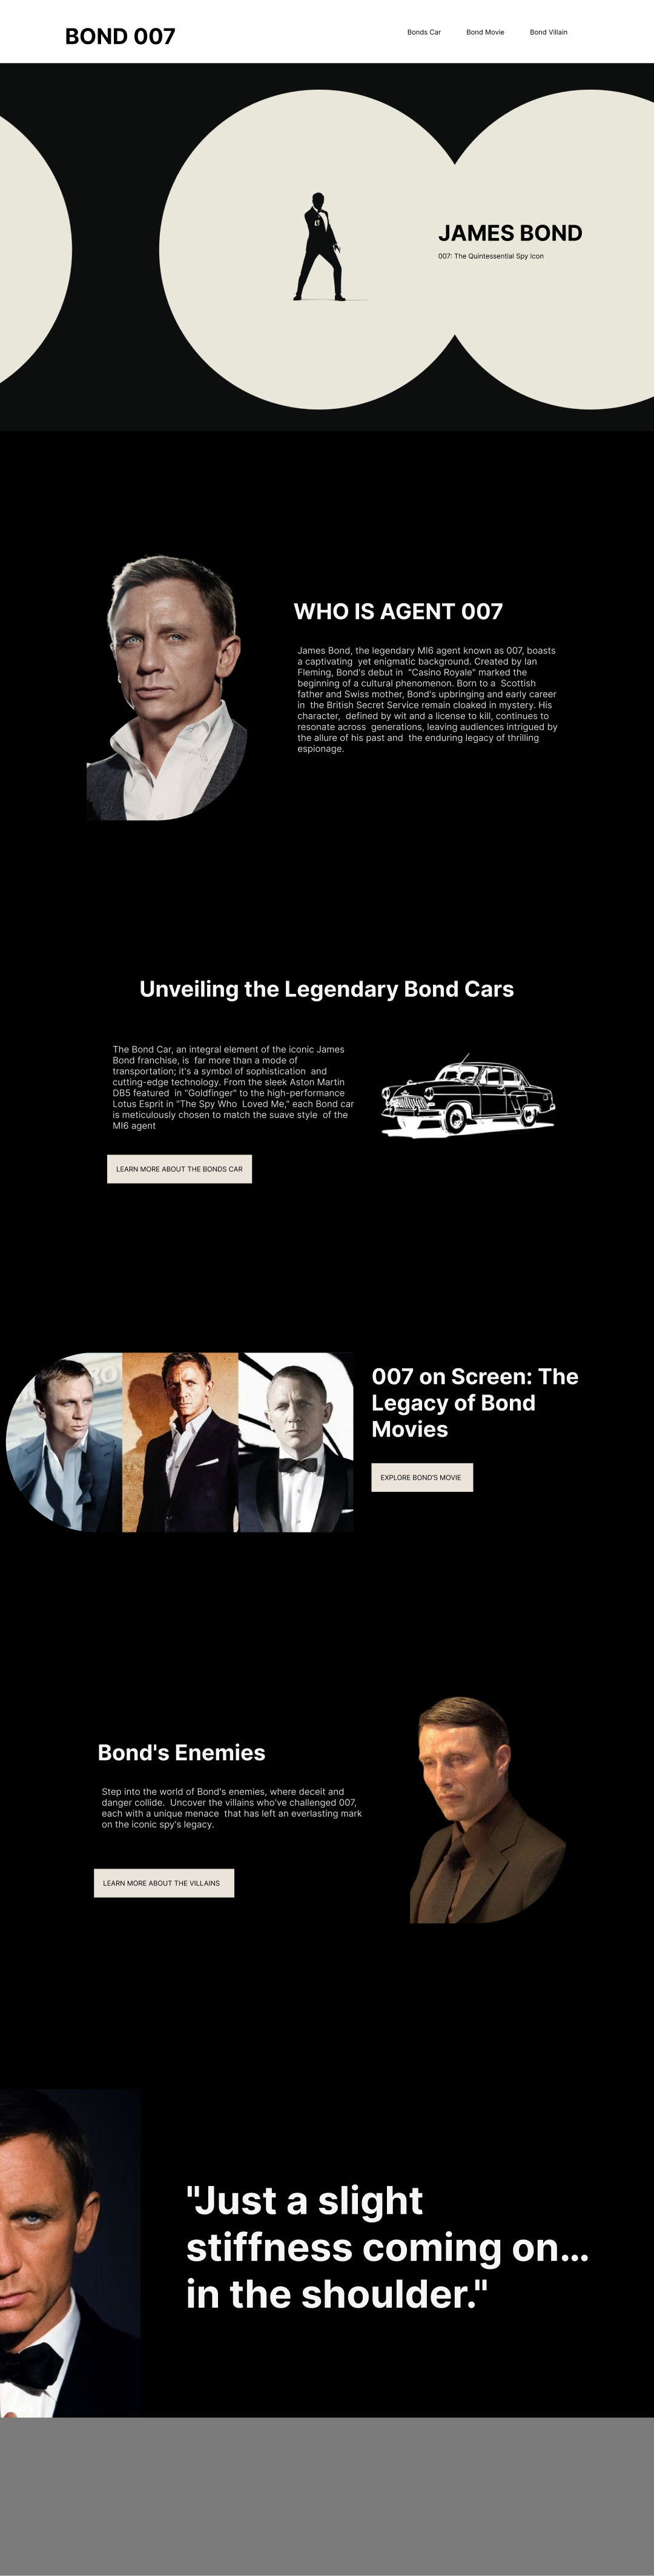 BOND 007
Bonds Car
Bond Movie
Bond Villain
JAMES BOND
007: The Quintessential Spy Icon
WHO IS AGENT 007
James Bond, the legendary MI6 agent known as 007, boasts
a captivating  yet enigmatic background. Created by Ian
Fleming, Bond's debut in  "Casino Royale" marked the
beginning of a cultural phenomenon. Born to a  Scottish
father and Swiss mother, Bond's upbringing and early career
in  the British Secret Service remain cloaked in mystery. His
character,  defined by wit and a license to kill, continues to
resonate across  generations, leaving audiences intrigued by
the allure of his past and  the enduring legacy of thrilling
espionage.
Unveiling the Legendary Bond Cars
The Bond Car, an integral element of the iconic James
Bond franchise, is  far more than a mode of
transportation; it's a symbol of sophistication  and
cutting-edge technology. From the sleek Aston Martin
DB5 featured  in "Goldfinger" to the high-performance
Lotus Esprit in "The Spy Who  Loved Me," each Bond car
is meticulously chosen to match the suave style  of the
MI6 agent
LEARN MORE ABOUT THE BONDS CAR
007 on Screen: The
Legacy of Bond
Movies
EXPLORE BOND'S MOVIE
Bond's Enemies
Step into the world of Bond's enemies, where deceit and
danger collide.  Uncover the villains who've challenged 007,
each with a unique menace  that has left an everlasting mark
on the iconic spy's legacy.
LEARN MORE ABOUT THE VILLAINS
"Just a slight
stiffness coming on...
in the shoulder."